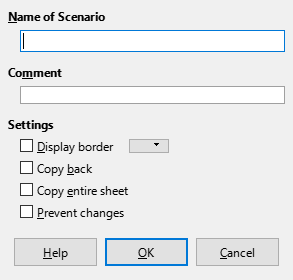 Name of Scenario
Comment
Settings
Display border
Copy back
Copy entire sheet
Prevent changes
Help OK Cancel